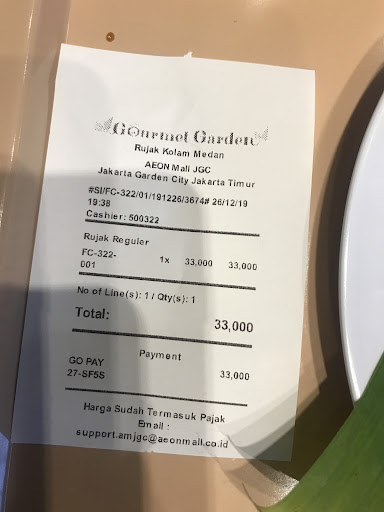 Gourmet Garden
Rujak Kolam Medan
AEON Mall JGC
Jakarta Garden City Jakarta Timur
#SI/FC-322/01/191226/3674# 26/12/19
19:38
Cashier: 500322
Rujak Reguler
FC-322-001 1x 33,000 33,000
No of Line(s): 1 / Qty(s): 1
Total: 33,000
Payment
GO PAY
27-SF5S 33,000
Harga Sudah Termasuk Pajak
Email :
support.amjgc@aeonmall.co.id